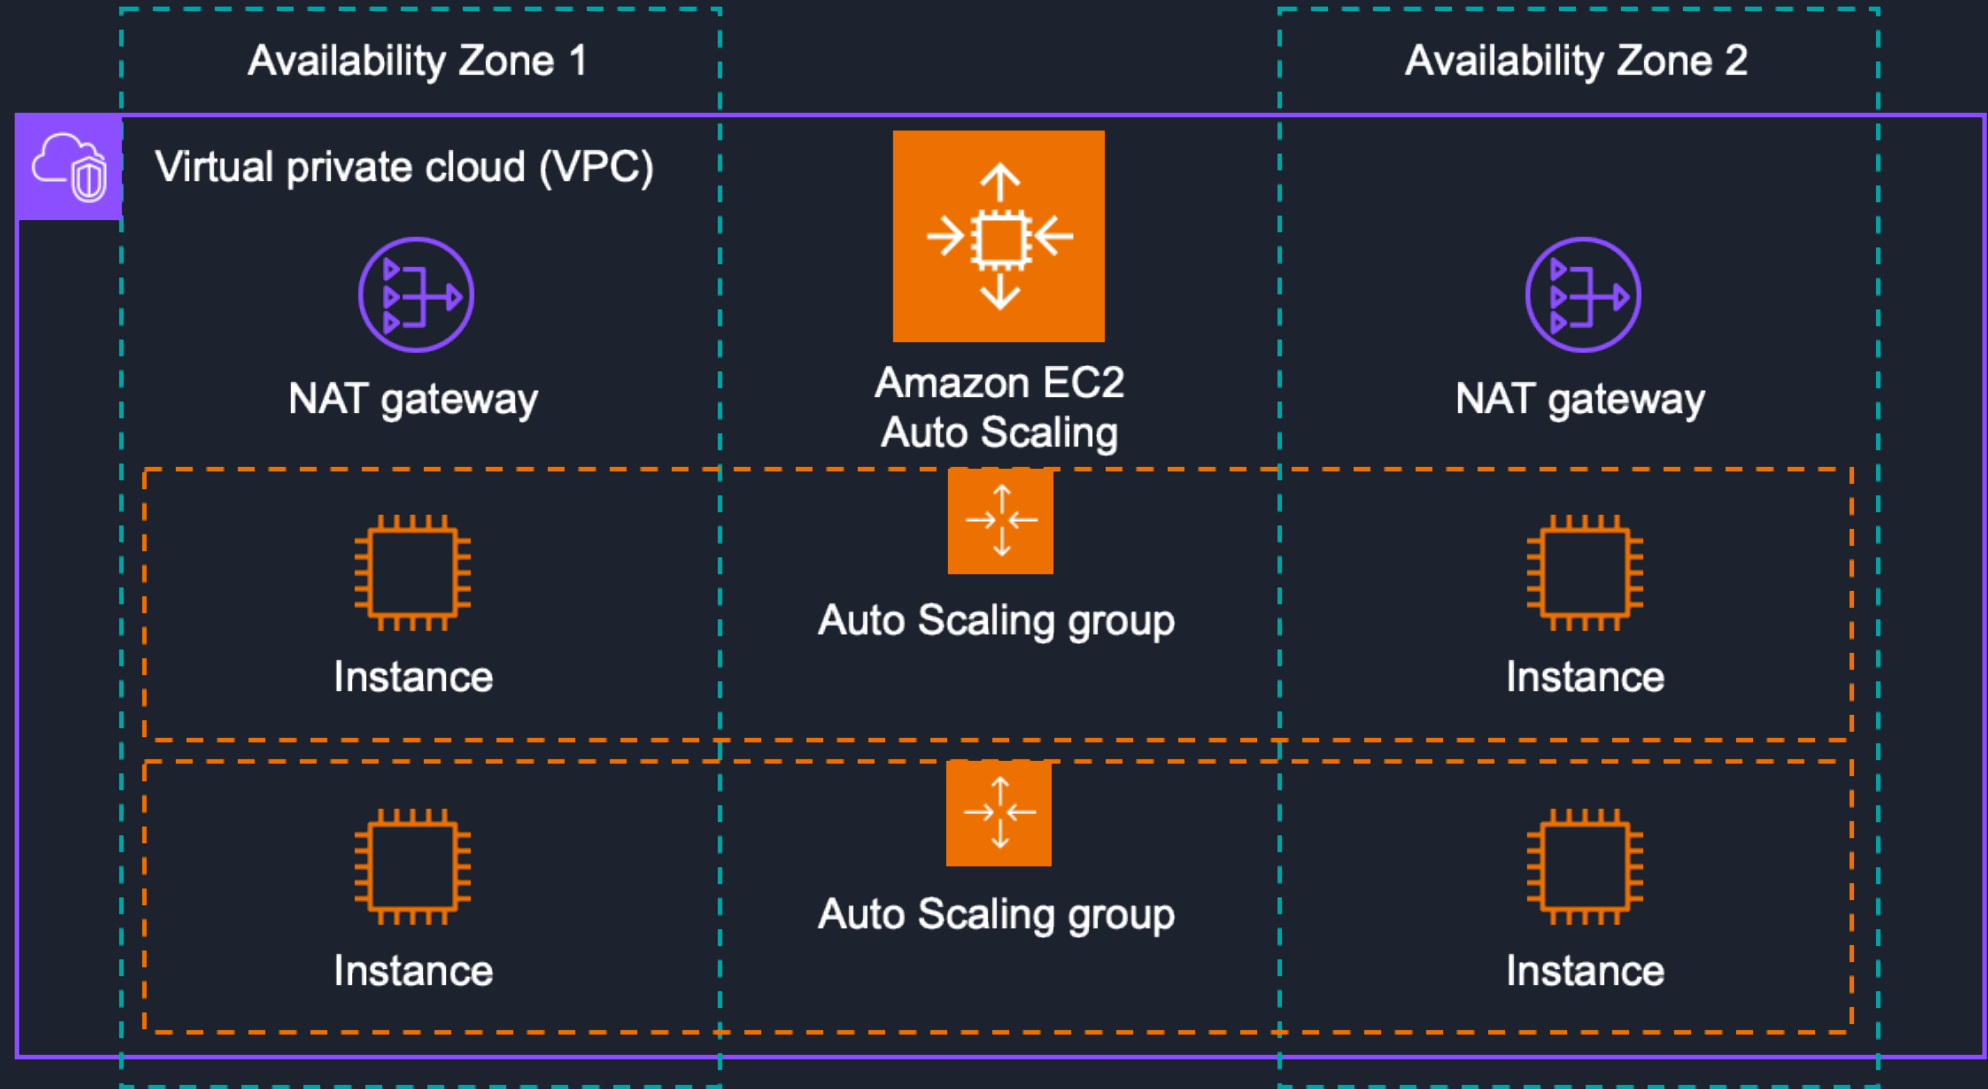 Availability Zone 1
Availability Zone 2
Virtual private cloud (VPC)
NAT gateway
Amazon EC2
Auto Scaling
NAT gateway
Instance
Auto Scaling group
Instance
Instance
Auto Scaling group
Instance